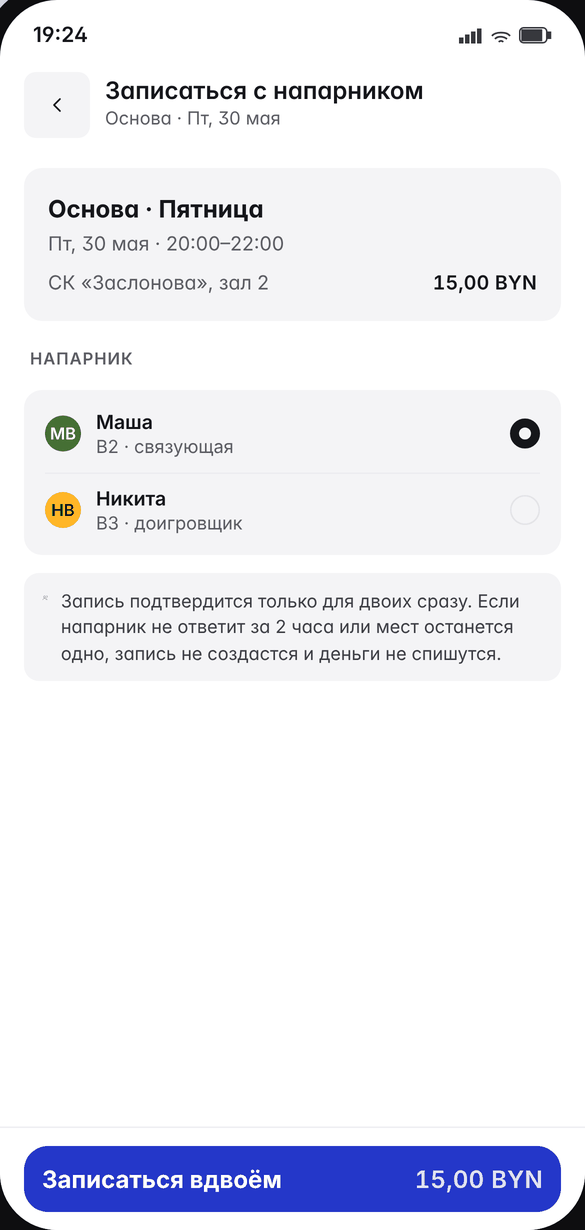 19:24
Записаться с напарником
Основа · Пт, 30 мая
Основа · Пятница
Пт, 30 мая · 20:00–22:00
СК «Заслонова», зал 2 15,00 BYN
НАПАРНИК
МВ Маша
В2 · связующая
НВ Никита
В3 · доигровщик
Запись подтвердится только для двоих сразу. Если
напарник не ответит за 2 часа или мест останется
одно, запись не создастся и деньги не спишутся.
Записаться вдвоём 15,00 BYN